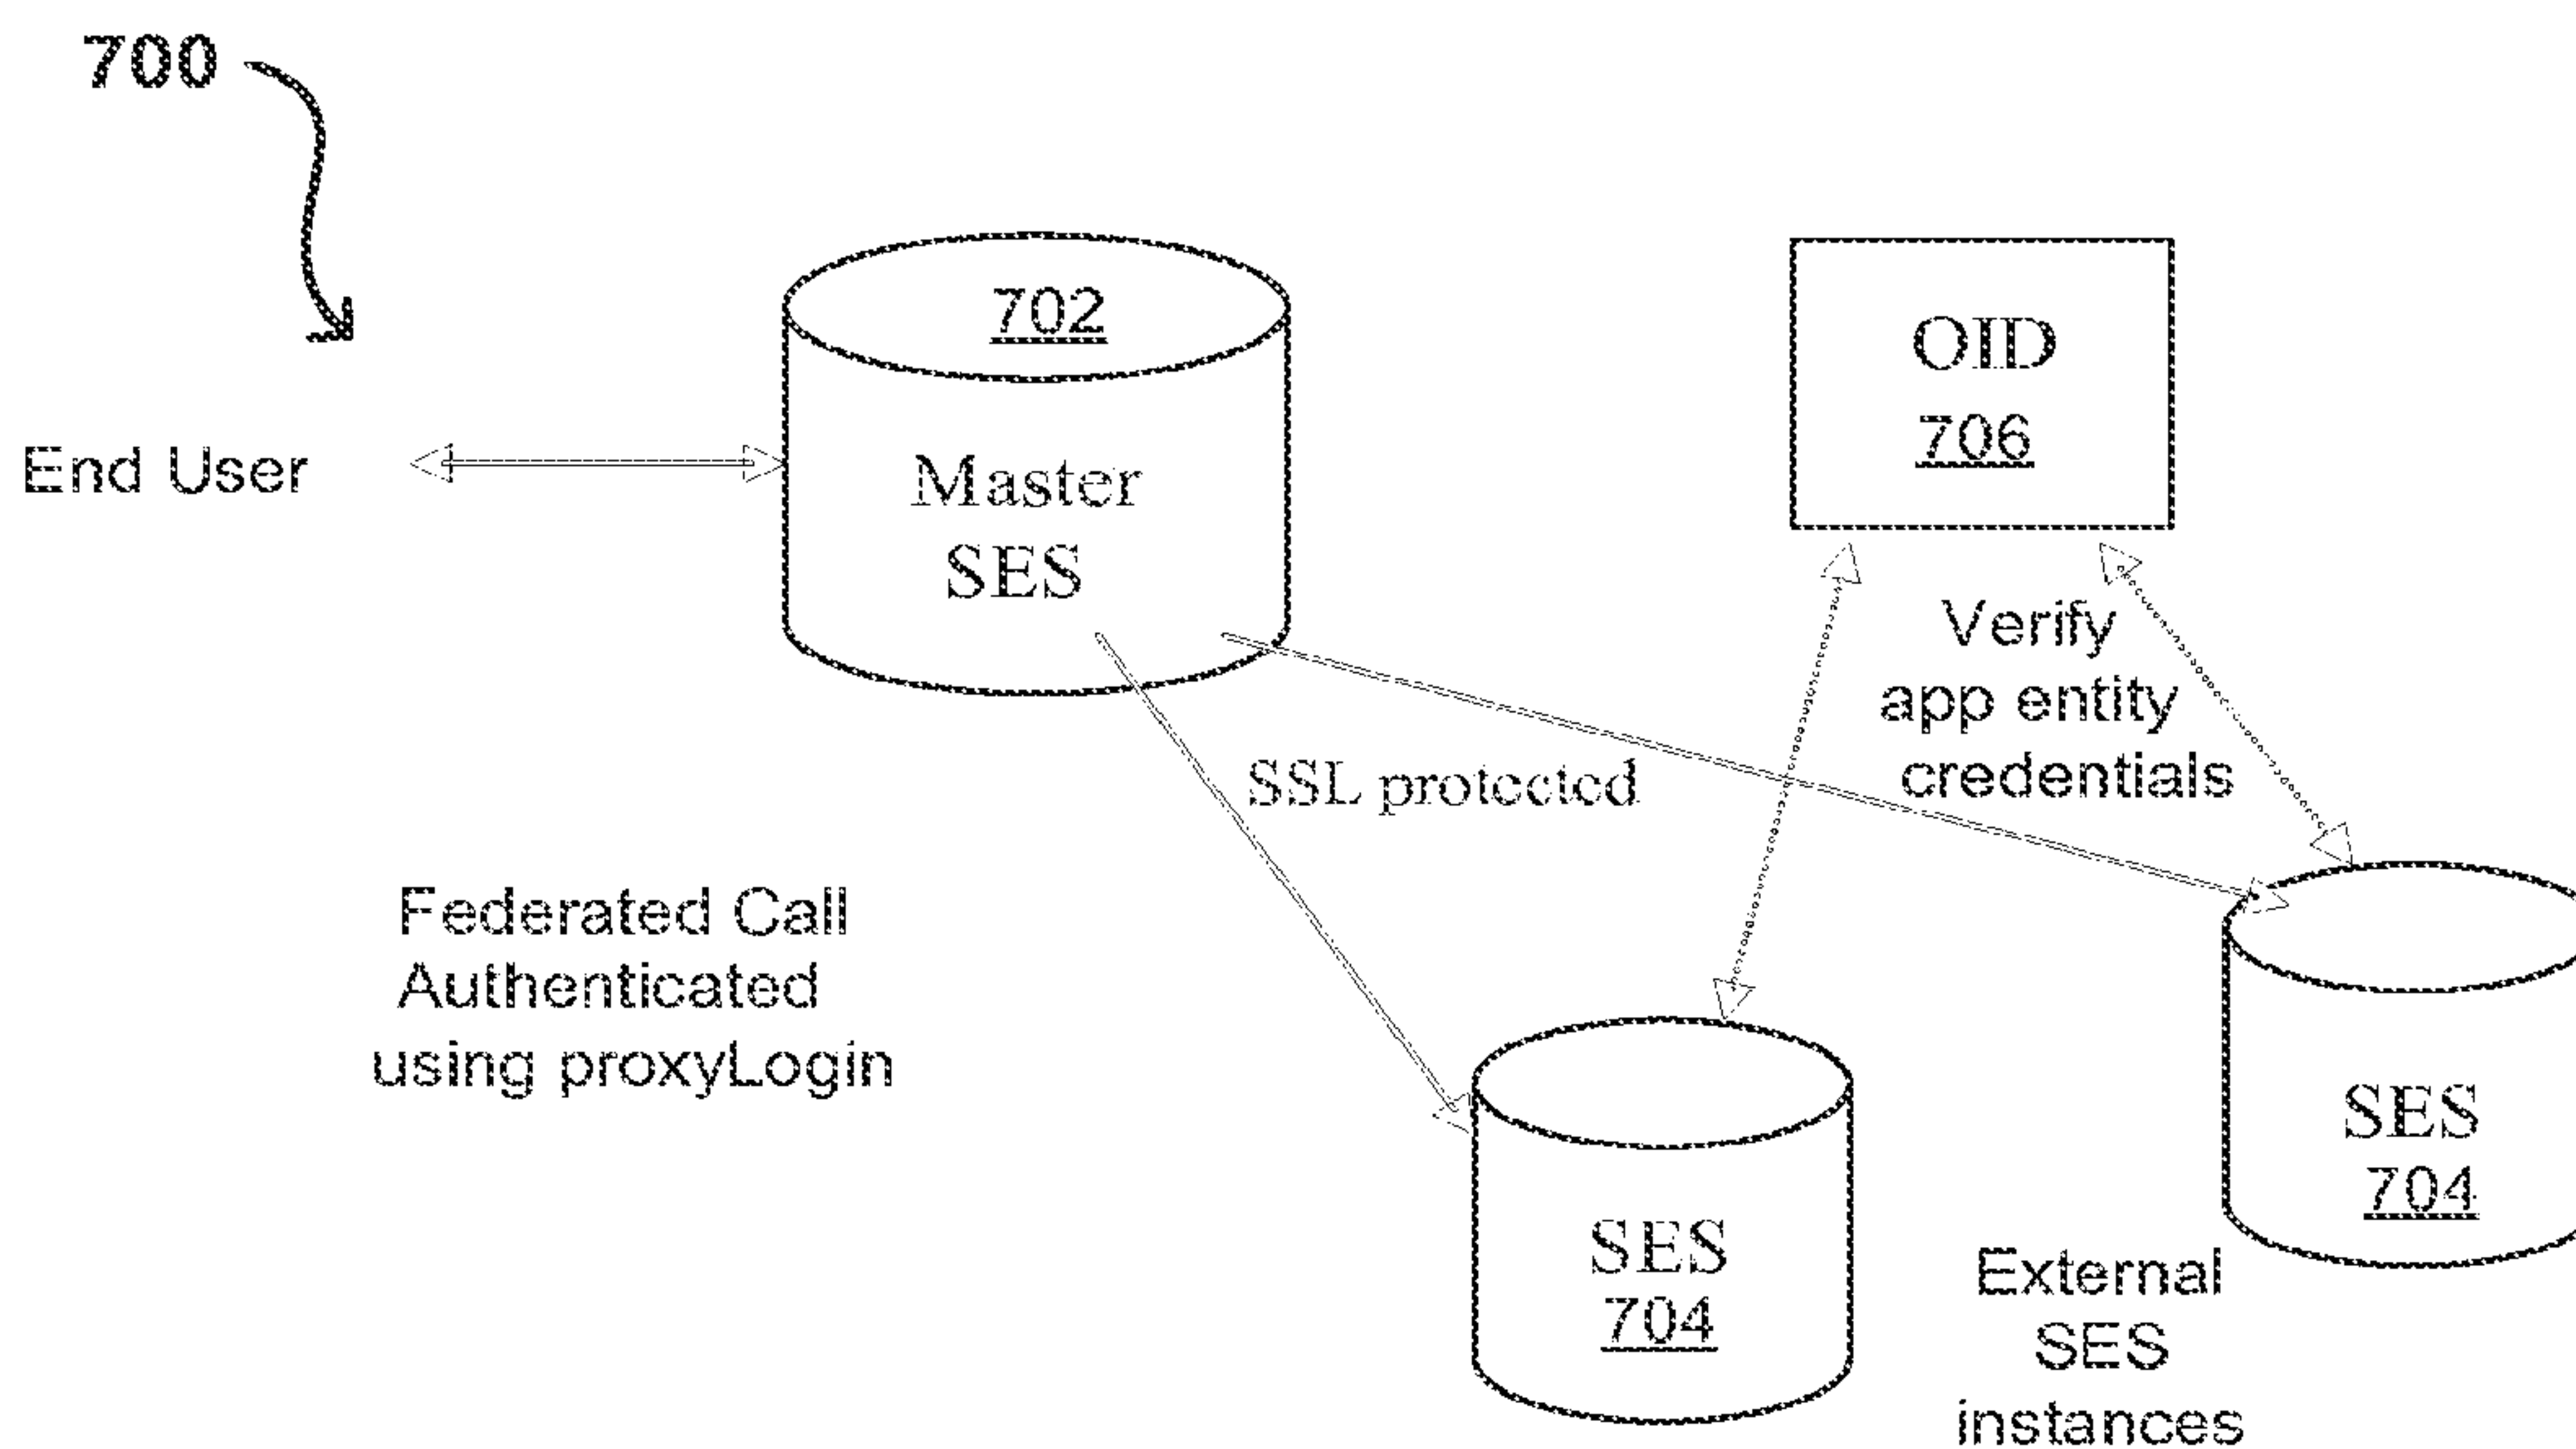 700
702
Master
SES
End User
OID
706
Verify
app entity
credentials
SSL protected
Federated Call
Authenticated
using proxyLogin
SES
704
SES
704
External
SES
instances